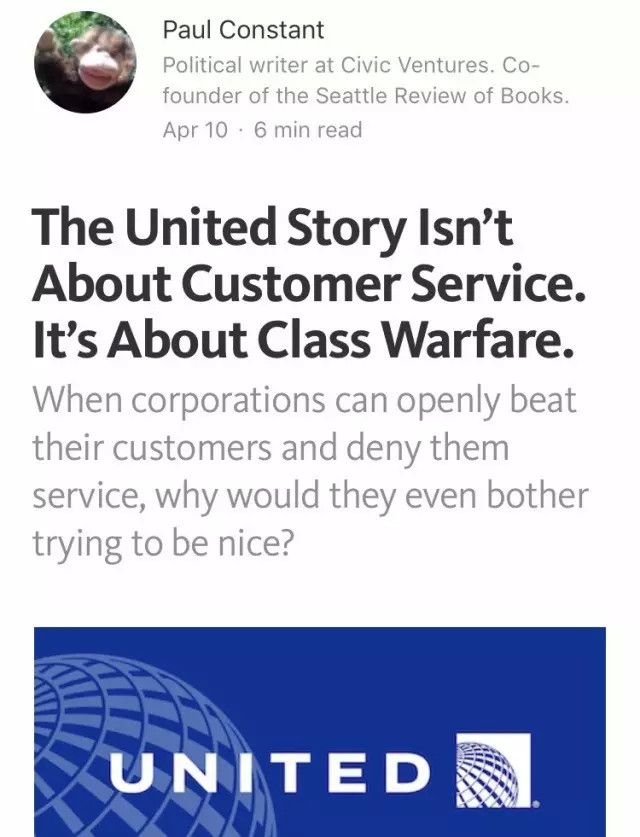 Paul Constant
Political writer at Civic Ventures. Co-
founder of the Seattle Review of Books.
Apr 10 · 6 min read
The United Story Isn’t
About Customer Service.
It’s About Class Warfare.
When corporations can openly beat
their customers and deny them
service, why would they even bother
trying to be nice?
UNITED